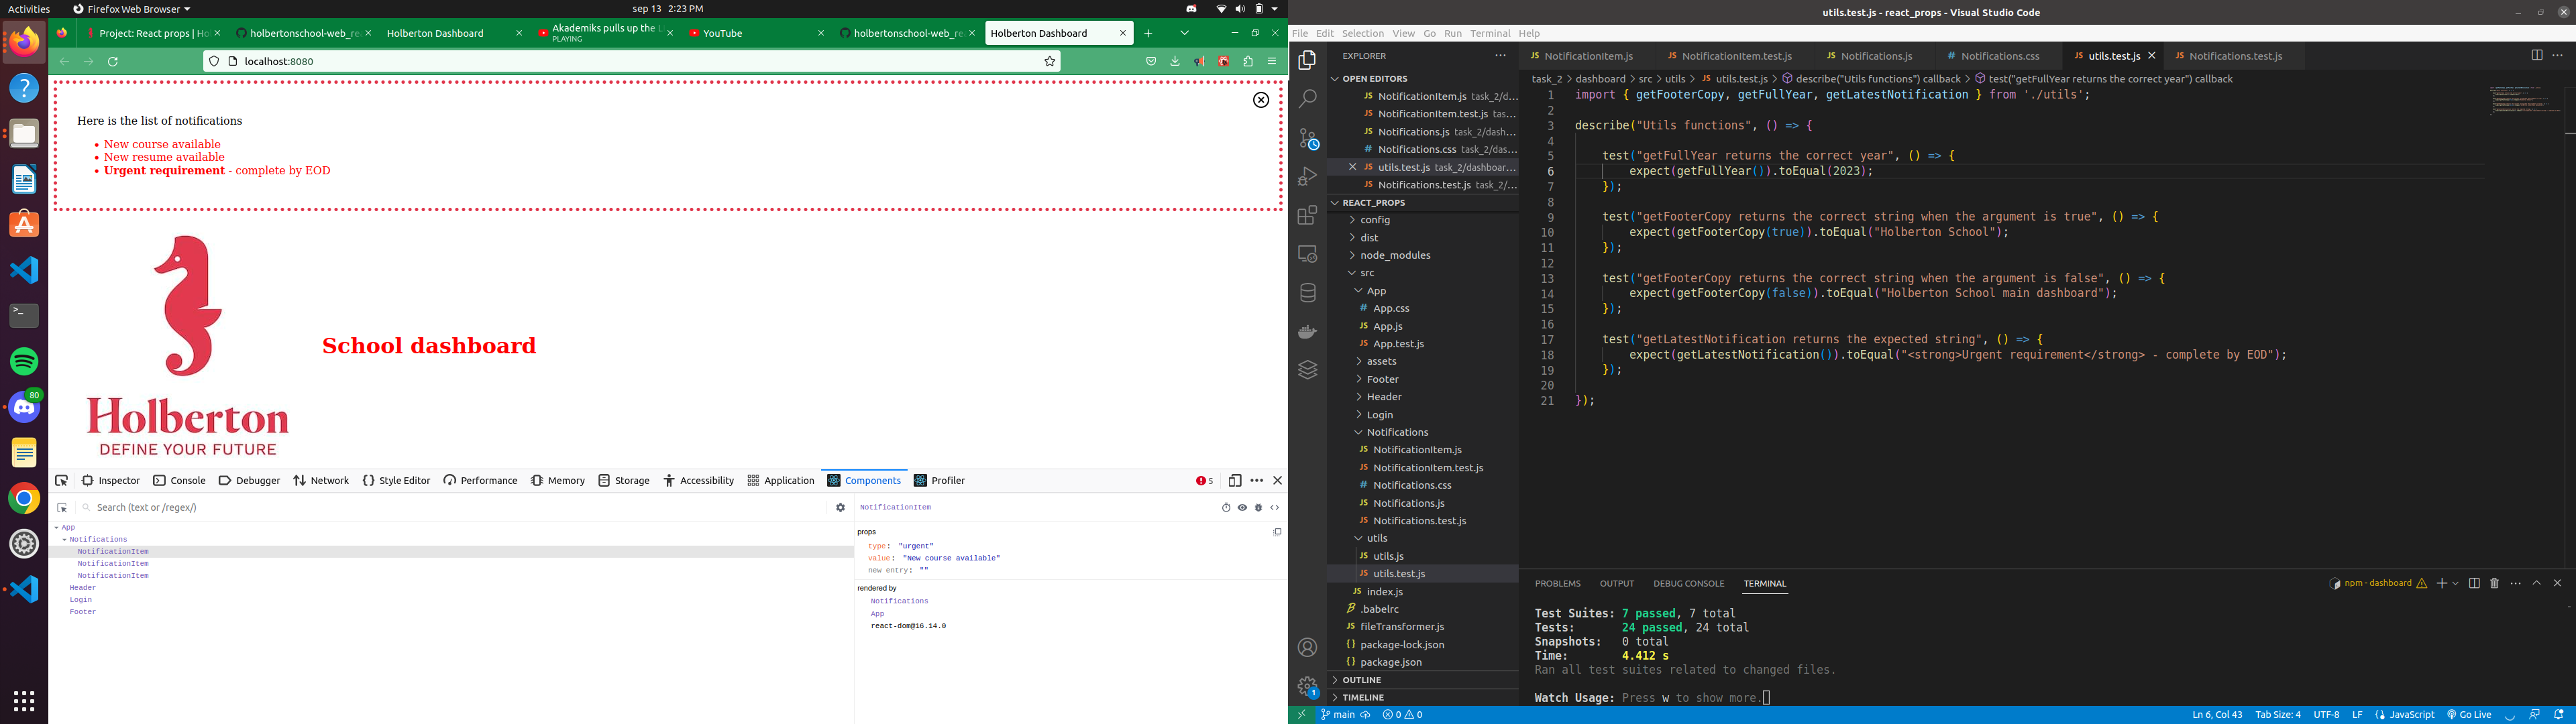 Activities
Firefox Web Browser
sep 13 2:23 PM
Project: React props | Ho
holbertonschool-web_re
Holberton Dashboard
Akademiks pulls up the
PLAYING
YouTube
holbertonschool-web_re
Holberton Dashboard
localhost:8080
Here is the list of notifications
New course available
New resume available
Urgent requirement - complete by EOD
School dashboard
Holberton
DEFINE YOUR FUTURE
80
Inspector
Console
Debugger
Network
Style Editor
Performance
Memory
Storage
Accessibility
Application
Components
Profiler
5
Search (text or /regex/)
App
Notifications
NotificationItem
NotificationItem
NotificationItem
Header
Login
Footer
NotificationItem
props
type: "urgent"
value: "New course available"
new entry: ""
rendered by
Notifications
App
react-dom@16.14.0
utils.test.js - react_props - Visual Studio Code
File Edit Selection View Go Run Terminal Help
EXPLORER
OPEN EDITORS
NotificationItem.js task_2/d...
NotificationItem.test.js tas...
Notifications.js task_2/dash...
Notifications.css task_2/das...
utils.test.js task_2/dashboar...
Notifications.test.js task_2/...
REACT_PROPS
config
dist
node_modules
src
App
App.css
App.js
App.test.js
assets
Footer
Header
Login
Notifications
NotificationItem.js
NotificationItem.test.js
Notifications.css
Notifications.js
Notifications.test.js
utils
utils.js
utils.test.js
index.js
.babelrc
fileTransformer.js
package-lock.json
package.json
OUTLINE
TIMELINE
1
NotificationItem.js
NotificationItem.test.js
Notifications.js
Notifications.css
utils.test.js
Notifications.test.js
task_2 > dashboard > src > utils > utils.test.js > describe("Utils functions") callback > test("getFullYear returns the correct year") callback
1 import { getFooterCopy, getFullYear, getLatestNotification } from './utils';
2
3 describe("Utils functions", () => {
4
5 test("getFullYear returns the correct year", () => {
6 expect(getFullYear()).toEqual(2023);
7 });
8
9 test("getFooterCopy returns the correct string when the argument is true", () => {
10 expect(getFooterCopy(true)).toEqual("Holberton School");
11 });
12
13 test("getFooterCopy returns the correct string when the argument is false", () => {
14 expect(getFooterCopy(false)).toEqual("Holberton School main dashboard");
15 });
16
17 test("getLatestNotification returns the expected string", () => {
18 expect(getLatestNotification()).toEqual("<strong>Urgent requirement</strong> - complete by EOD");
19 });
20
21 });
PROBLEMS OUTPUT DEBUG CONSOLE TERMINAL
npm - dashboard
Test Suites: 7 passed, 7 total
Tests: 24 passed, 24 total
Snapshots: 0 total
Time: 4.412 s
Ran all test suites related to changed files.
Watch Usage: Press w to show more.
main
0 0
Ln 6, Col 43
Tab Size: 4
UTF-8
LF
JavaScript
Go Live